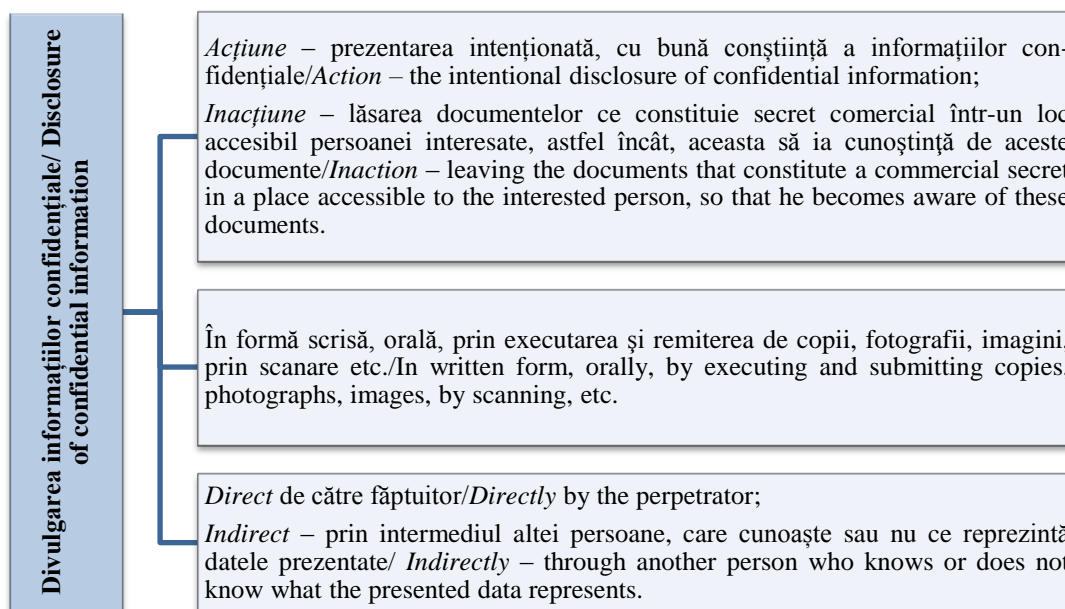 Divulgarea informațiilor confidențiale/ Disclosure
of confidential information
Acțiune – prezentarea intenționată, cu bună conștiință a informațiilor con-
fidențiale/Action – the intentional disclosure of confidential information;
Inacțiune – lăsarea documentelor ce constituie secret comercial într-un loc
accesibil persoanei interesate, astfel încât, aceasta să ia cunoştinţă de aceste
documente/Inaction – leaving the documents that constitute a commercial secret
in a place accessible to the interested person, so that he becomes aware of these
documents.
În formă scrisă, orală, prin executarea şi remiterea de copii, fotografii, imagini,
prin scanare etc./In written form, orally, by executing and submitting copies,
photographs, images, by scanning, etc.
Direct de către făptuitor/Directly by the perpetrator;
Indirect – prin intermediul altei persoane, care cunoaște sau nu ce reprezintă
datele prezentate/ Indirectly – through another person who knows or does not
know what the presented data represents.